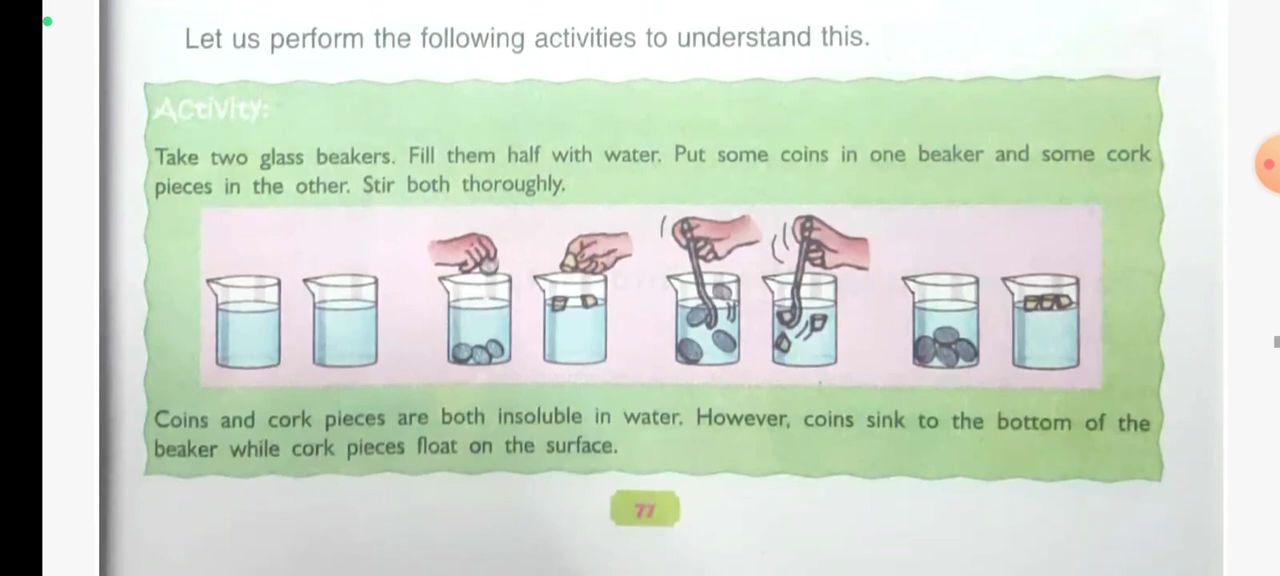 Let us perform the following activities to understand this.
Activity:
Take two glass beakers. Fill them half with water. Put some coins in one beaker and some cork
pieces in the other. Stir both thoroughly.
Coins and cork pieces are both insoluble in water. However, coins sink to the bottom of the
beaker while cork pieces float on the surface.
77